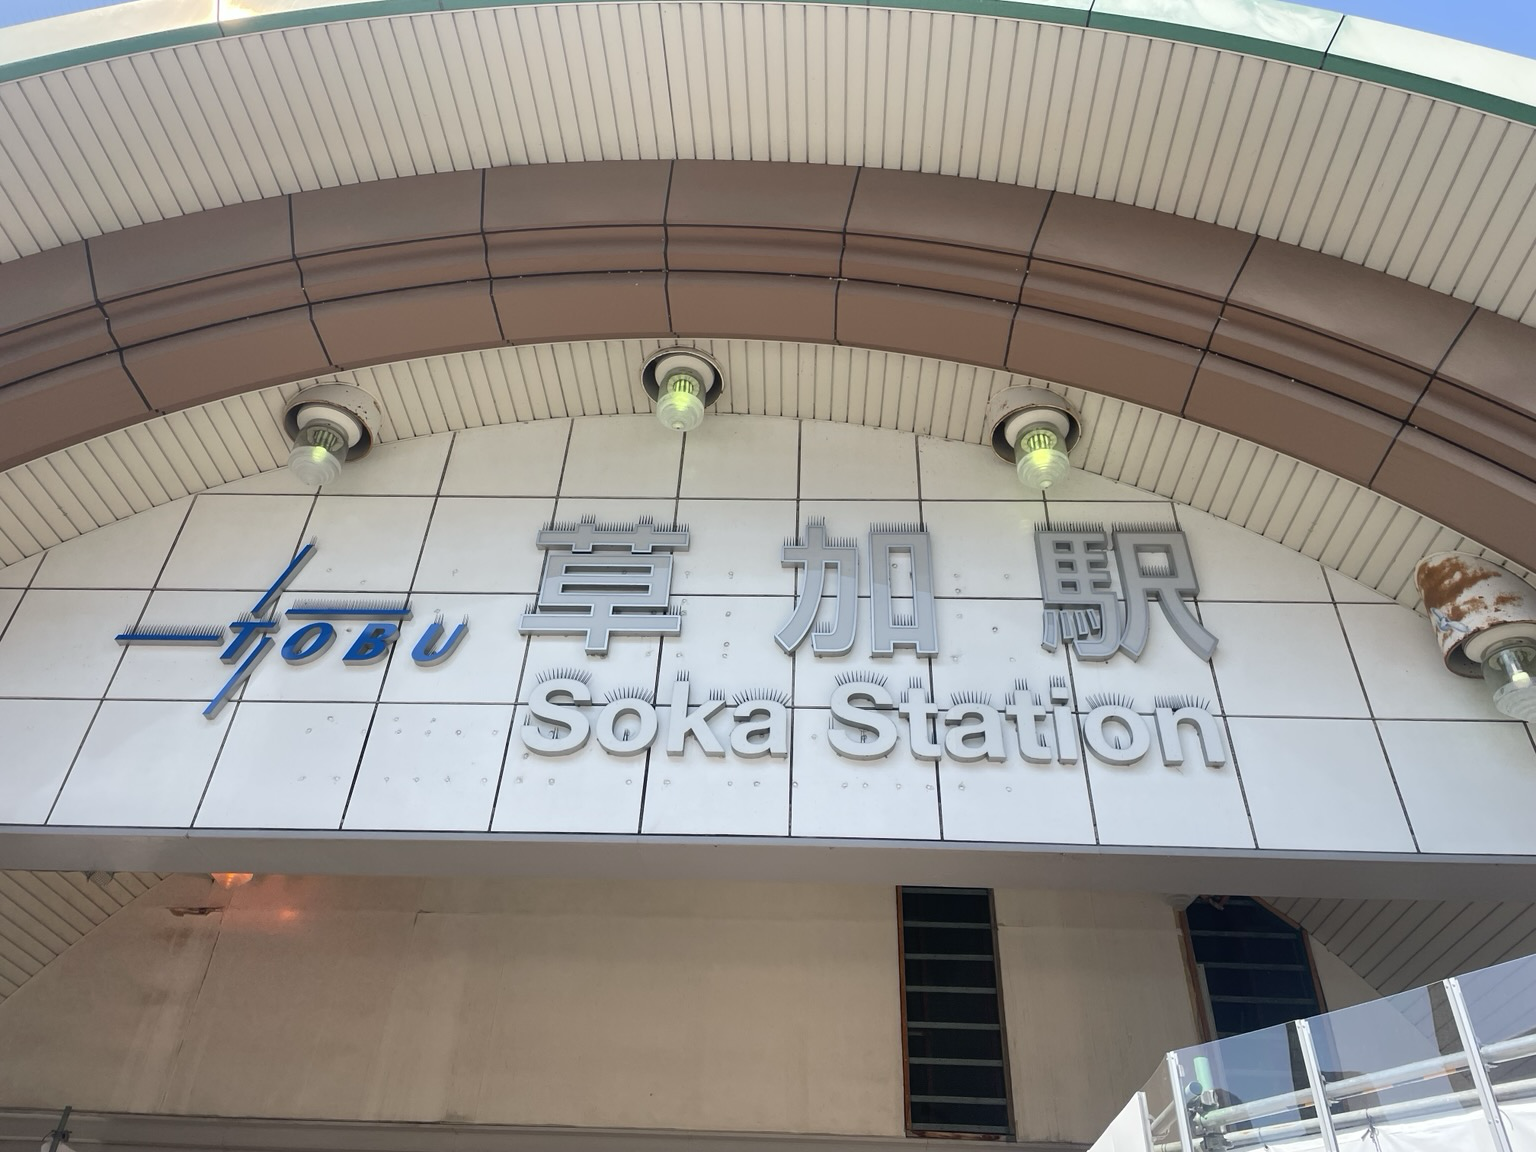 TOBU
草加駅
Soka Station